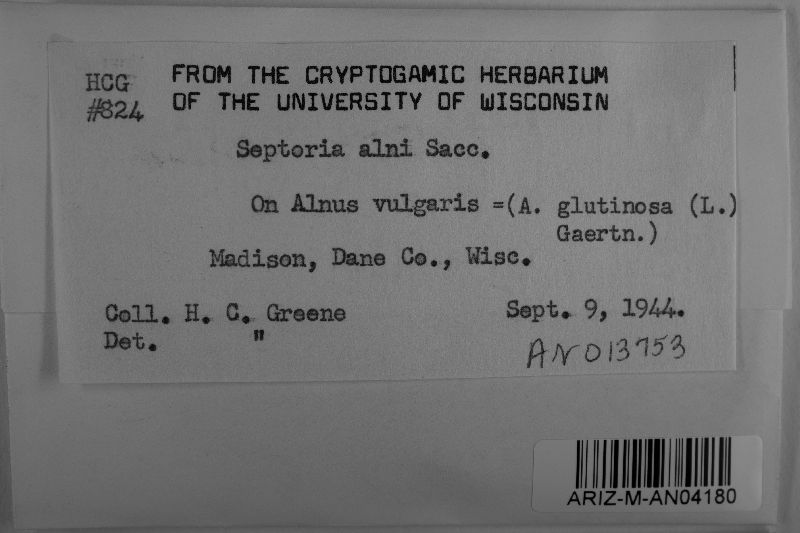 HCG
#824
FROM THE CRYPTOGAMIC HERBARIUM
OF THE UNIVERSITY OF WISCONSIN
Septoria alni Sacc.
On Alnus vulgaris =(A. glutinosa (L.)
Gaertn.)
Madison, Dane Co., Wisc.
Coll. H. C. Greene Sept. 9, 1944.
Det. "
AN013753
ARIZ-M-AN04180